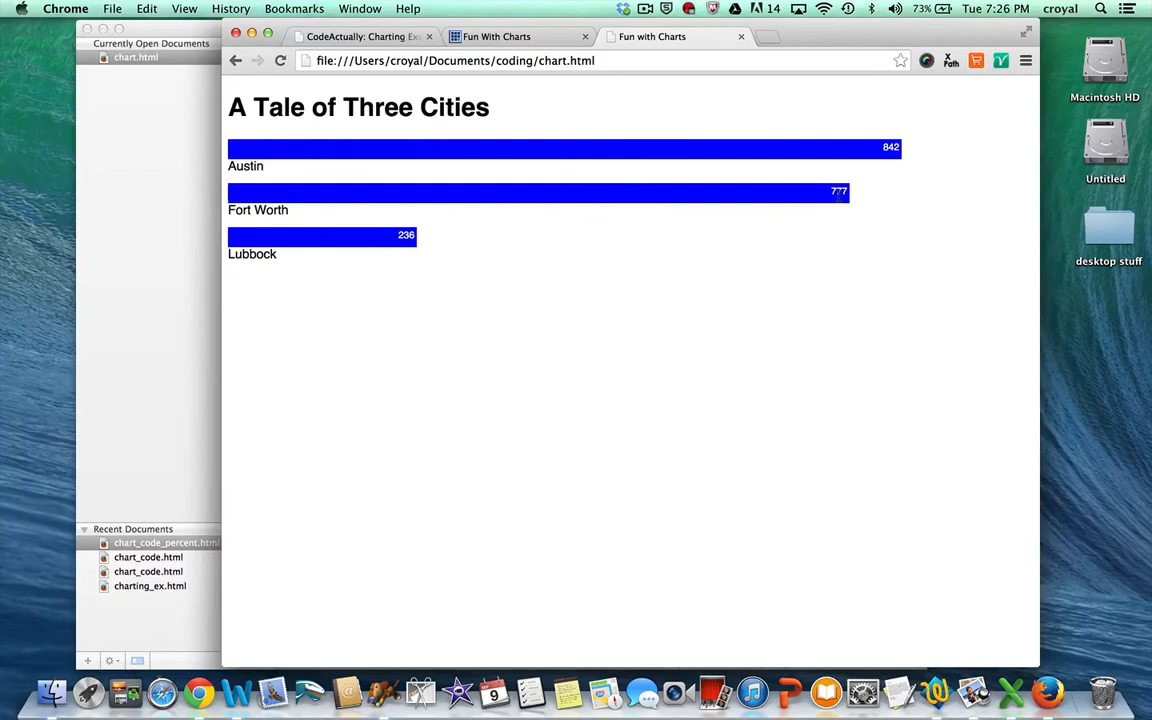 Chrome File Edit View History Bookmarks Window Help 14 73% Tue 7:26 PM croyal
Currently Open Documents
chart.html
CodeActually: Charting Ex
Fun With Charts
Fun with Charts
file:///Users/croyal/Documents/coding/chart.html
X
Path
Macintosh HD
Untitled
desktop stuff
A Tale of Three Cities
842
Austin
777
Fort Worth
236
Lubbock
Recent Documents
chart_code_percent.html
chart_code.html
chart_code.html
charting_ex.html